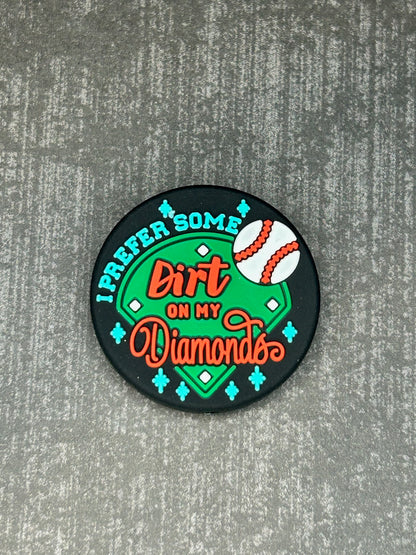 I PREFER SOME
Dirt
ON MY
Diamonds